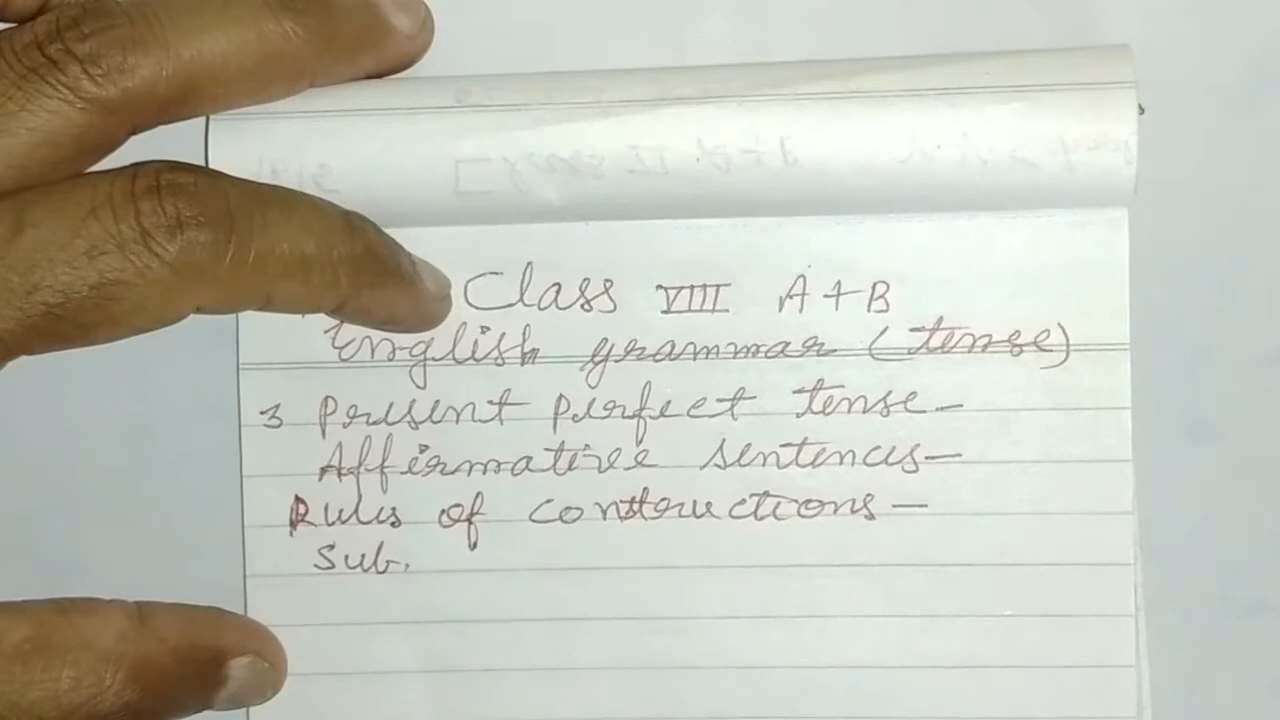 Class VIII A+B
English grammar (tense)
3 Present perfect tense-
Affirmative sentences-
Rules of constructions-
Sub.